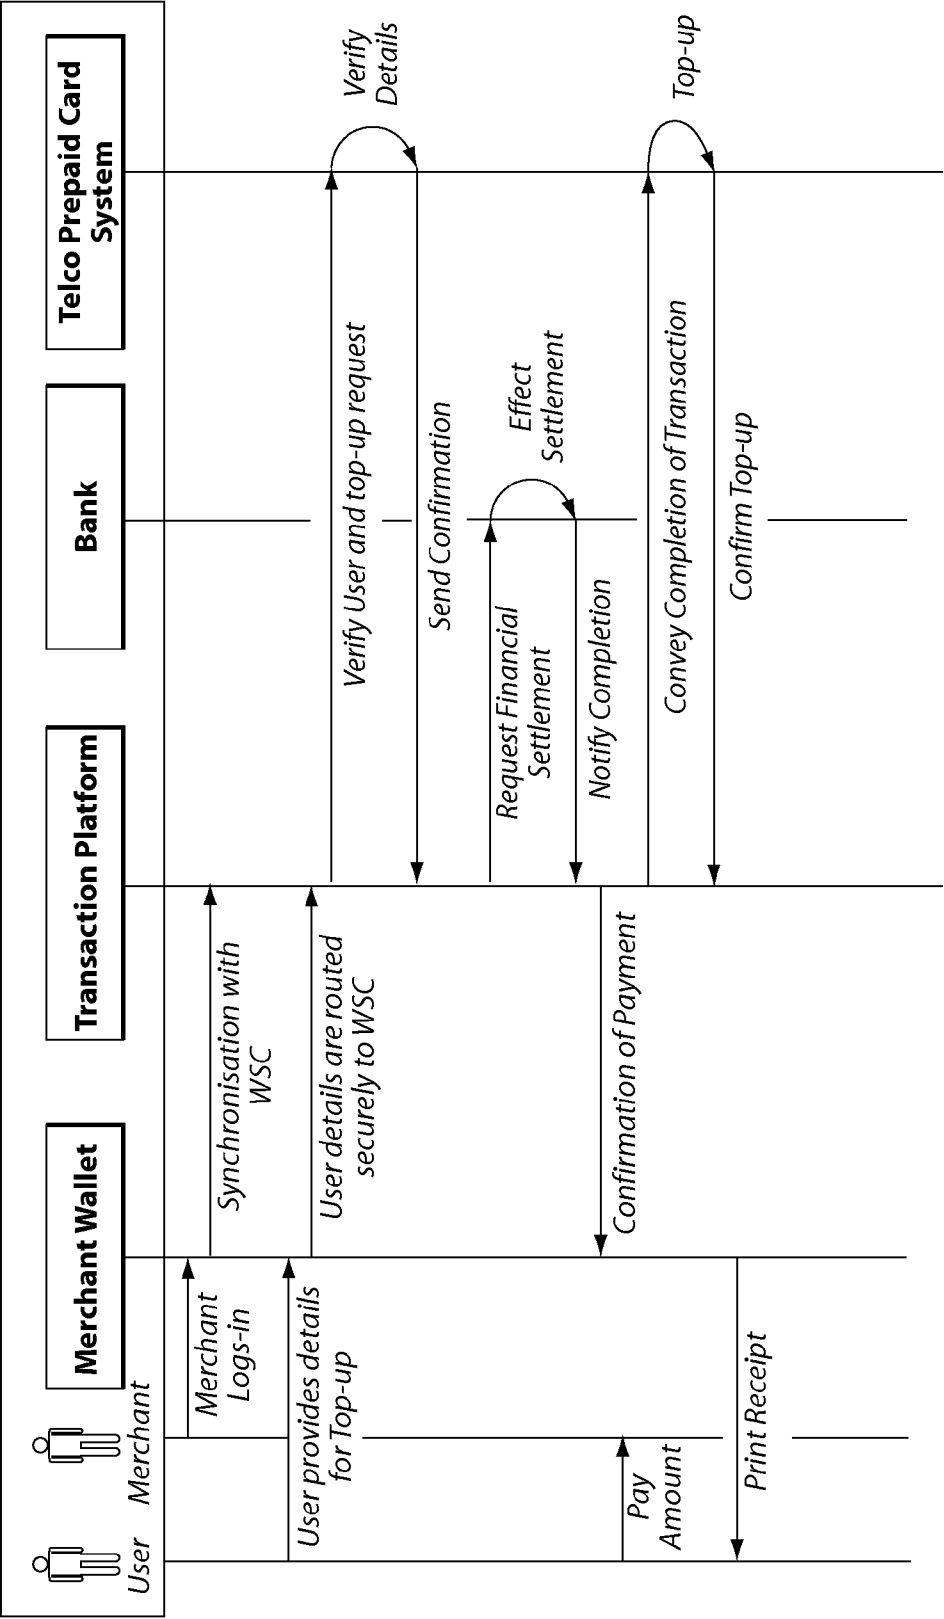 User
Merchant
Merchant Wallet
Transaction Platform
Bank
Telco Prepaid Card
System
Merchant
Logs-in
Synchronisation with
WSC
User provides details
for Top-up
User details are routed
securely to WSC
Verify User and top-up request
Verify
Details
Send Confirmation
Request Financial
Settlement
Effect
Settlement
Notify Completion
Confirmation of Payment
Pay
Amount
Convey Completion of Transaction
Top-up
Confirm Top-up
Print Receipt